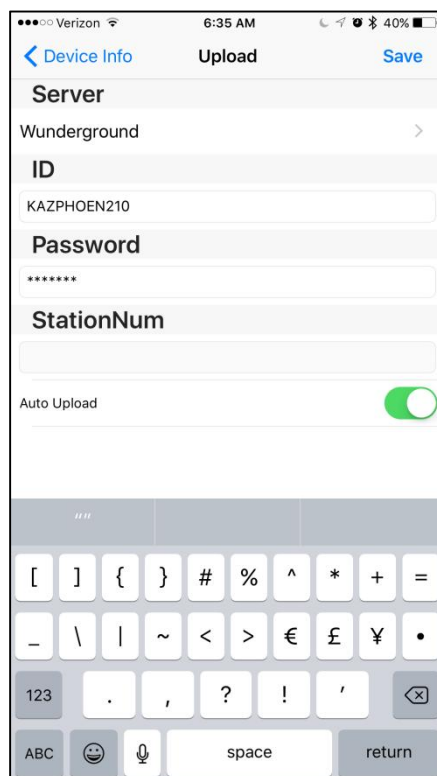 ●●●○○ Verizon 6:35 AM 40%
Device Info Upload Save
Server
Wunderground
ID
KAZPHOEN210
Password
*******
StationNum
Auto Upload
""
[ ] { } # % ^ * + =
_ \ | ~ < > € £ ¥ •
123 . , ? ! '
ABC space return